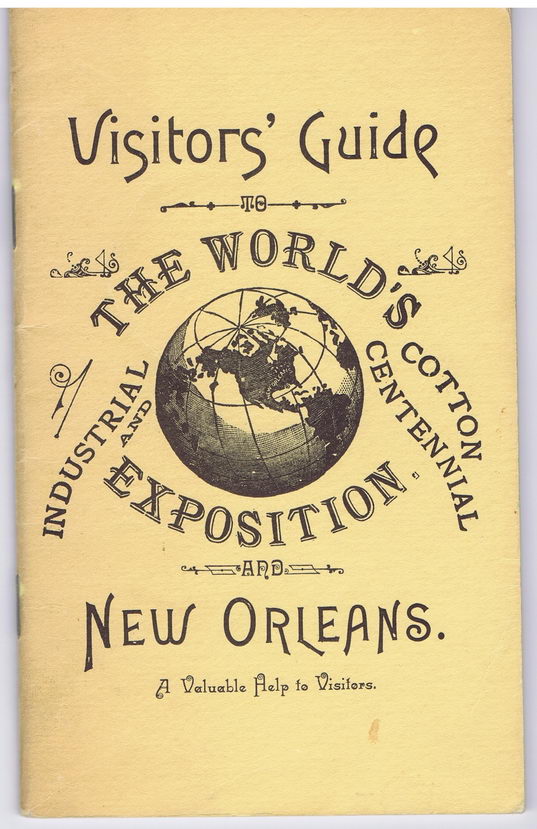 Visitors' Guide
TO
THE WORLD'S
INDUSTRIAL
AND
COTTON
CENTENNIAL
EXPOSITION.
AND
NEW ORLEANS.
A Valuable Help to Visitors.